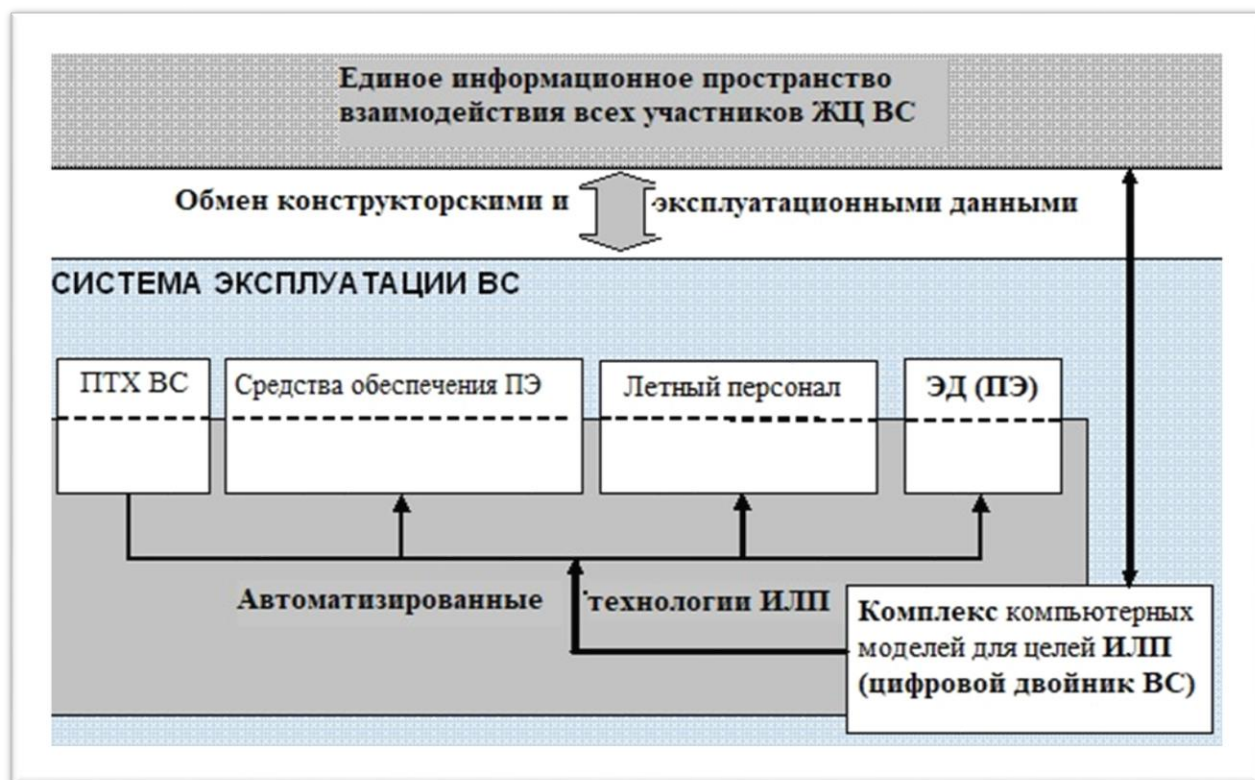 Единое информационное пространство
взаимодействия всех участников ЖЦ ВС
Обмен конструкторскими и эксплуатационными данными
СИСТЕМА ЭКСПЛУАТАЦИИ ВС
ПТХ ВС
Средства обеспечения ПЭ
Летный персонал
ЭД (ПЭ)
Автоматизированные технологии ИЛП
Комплекс компьютерных
моделей для целей ИЛП
(цифровой двойник ВС)